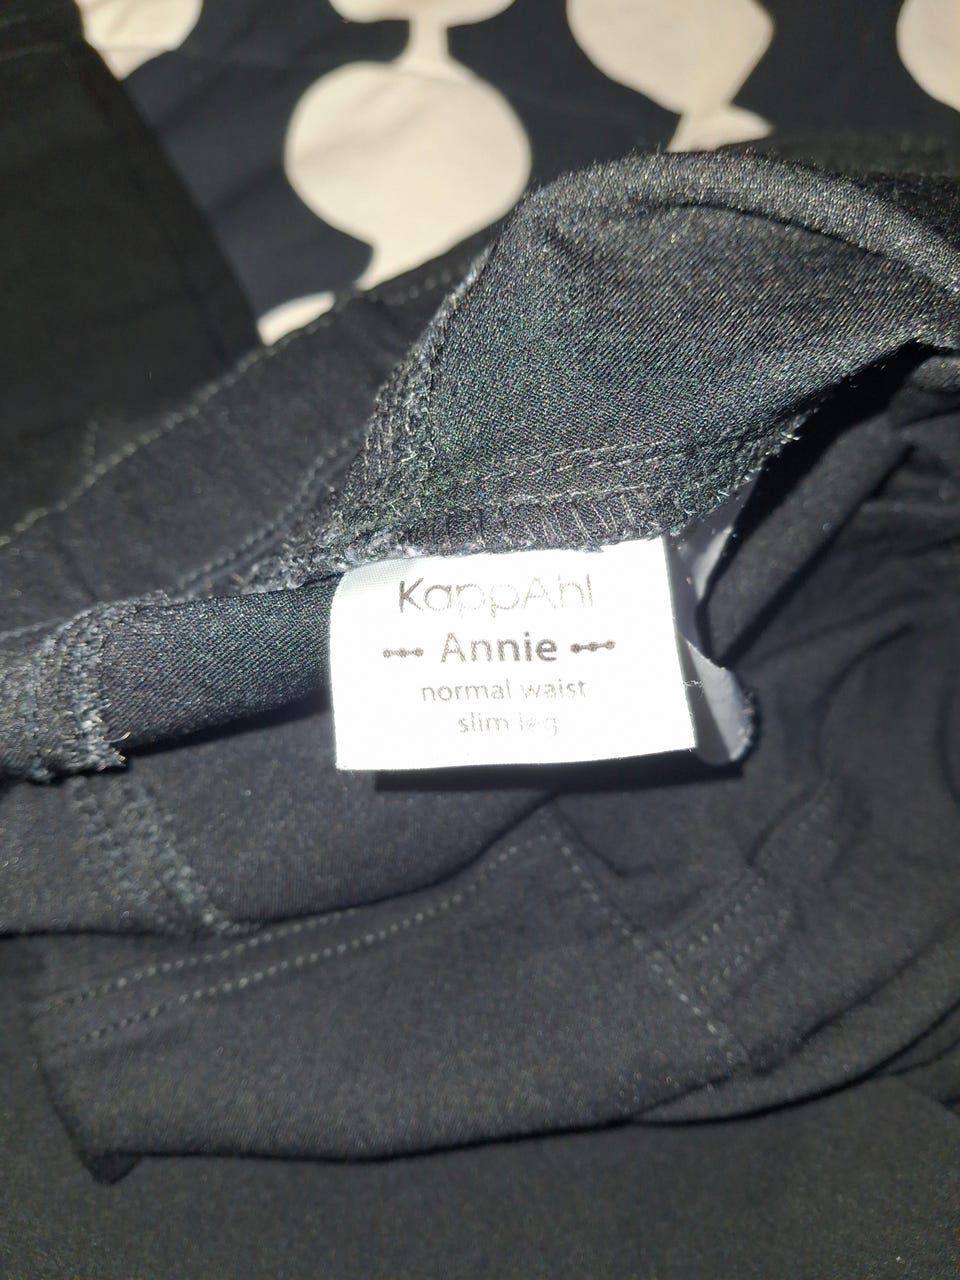 KappAhl
Annie
normal waist
slim leg